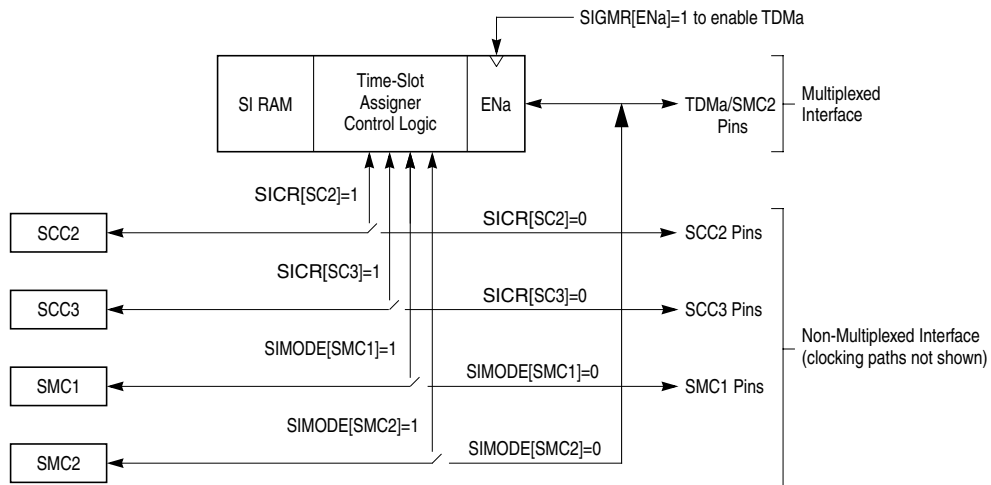 SIGMR[ENa]=1 to enable TDMa
SI RAM
Time-Slot
Assigner
Control Logic
ENa
TDMa/SMC2
Pins
Multiplexed
Interface
SICR[SC2]=1
SCC2
SICR[SC2]=0
SCC2 Pins
SICR[SC3]=1
SCC3
SICR[SC3]=0
SCC3 Pins
Non-Multiplexed Interface
(clocking paths not shown)
SIMODE[SMC1]=1
SMC1
SIMODE[SMC1]=0
SMC1 Pins
SIMODE[SMC2]=1
SMC2
SIMODE[SMC2]=0